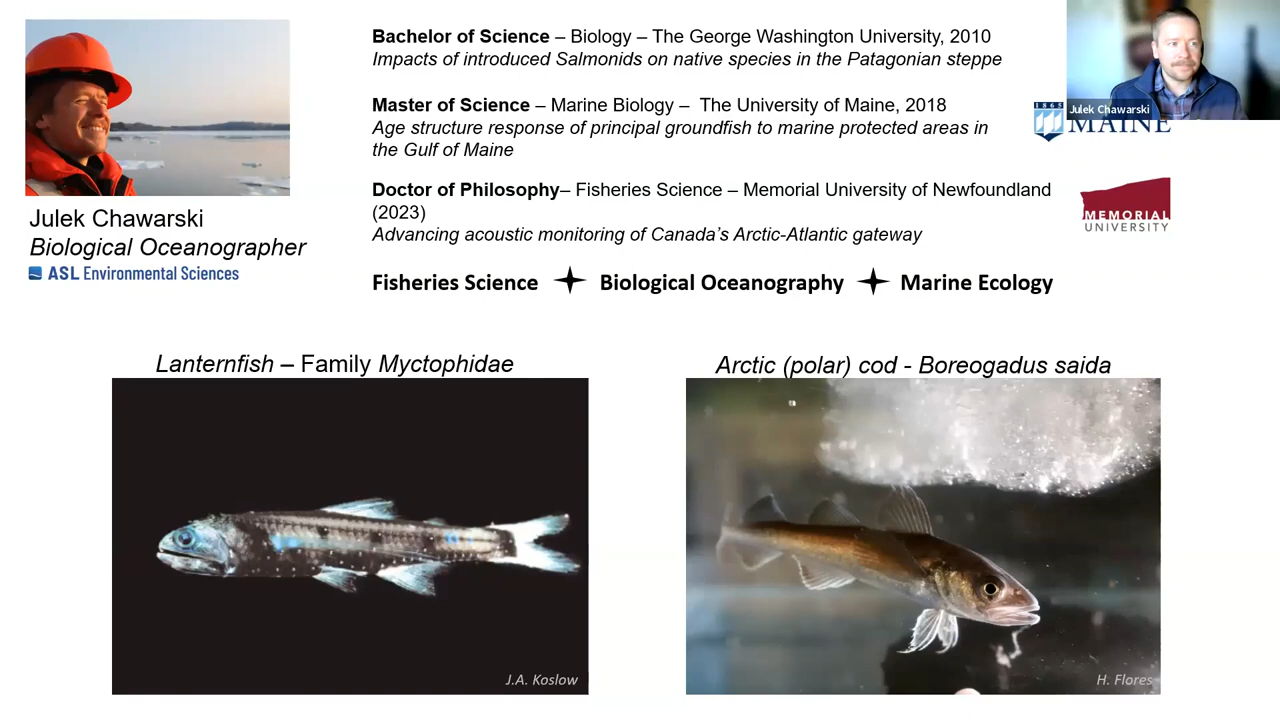 Bachelor of Science – Biology – The George Washington University, 2010
Impacts of introduced Salmonids on native species in the Patagonian steppe
Master of Science – Marine Biology – The University of Maine, 2018
Age structure response of principal groundfish to marine protected areas in
the Gulf of Maine
1865
MAINE
Julek Chawarski
Doctor of Philosophy– Fisheries Science – Memorial University of Newfoundland
(2023)
Advancing acoustic monitoring of Canada's Arctic-Atlantic gateway
MEMORIAL
UNIVERSITY
Julek Chawarski
Biological Oceanographer
ASL Environmental Sciences
Fisheries Science Biological Oceanography Marine Ecology
Lanternfish – Family Myctophidae
Arctic (polar) cod - Boreogadus saida
J.A. Koslow
H. Flores